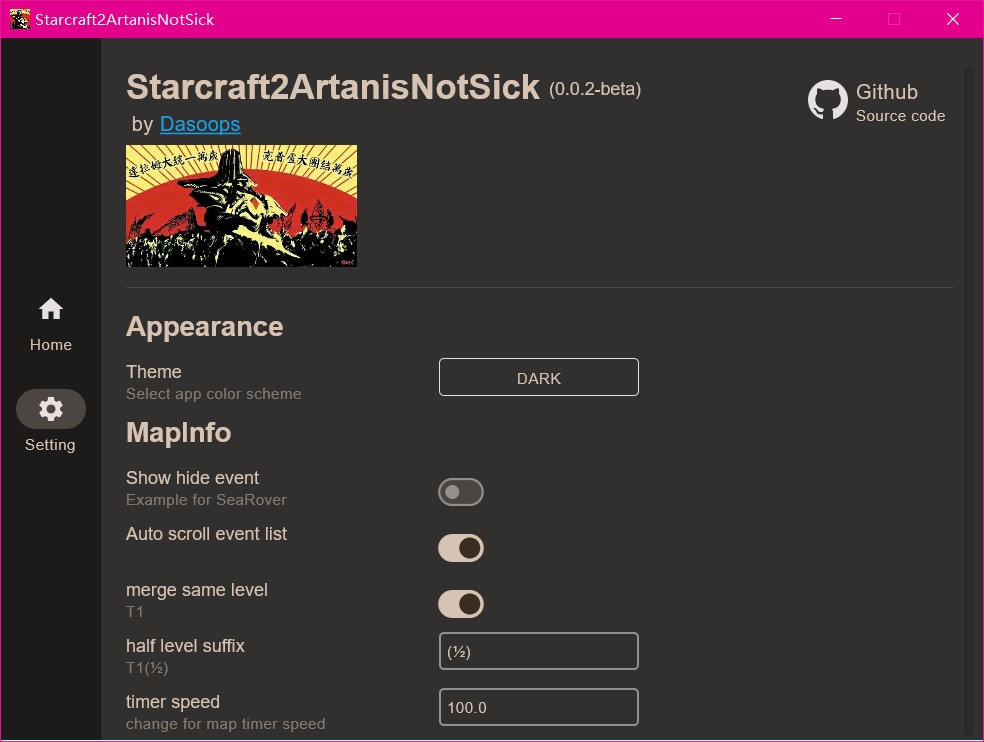 Starcraft2ArtanisNotSick
Starcraft2ArtanisNotSick (0.0.2-beta)
by Dasoops
Github
Source code
達拉姆大統一萬歲 克普盧大團結萬歲
Home
Setting
Appearance
Theme
Select app color scheme
DARK
MapInfo
Show hide event
Example for SeaRover
Auto scroll event list
merge same level
T1
half level suffix
T1(½)
(½)
timer speed
change for map timer speed
100.0